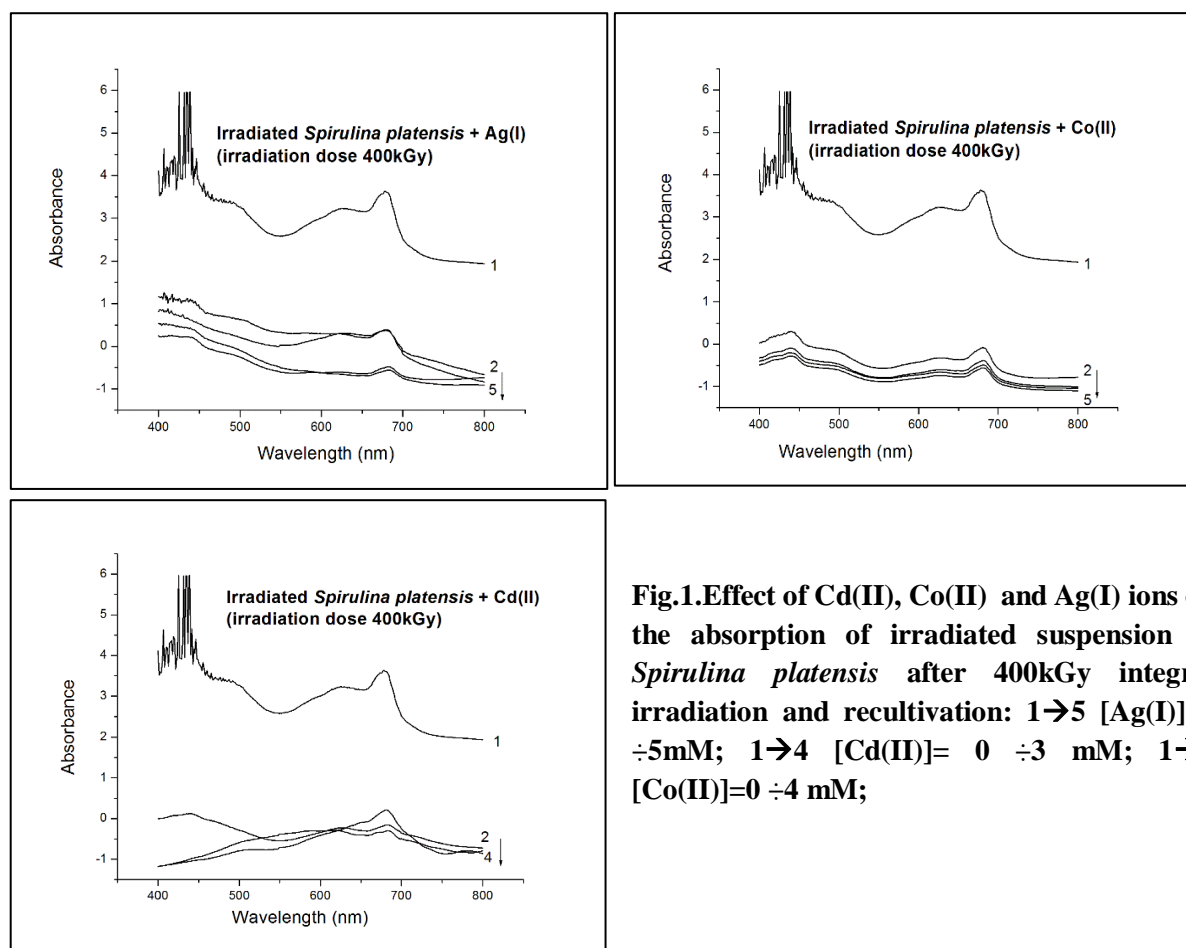 6
5
4
3
2
1
0
-1
Absorbance
Irradiated Spirulina platensis + Ag(I)
(irradiation dose 400kGy)
1
2
5
400 500 600 700 800
Wavelength (nm)
6
5
4
3
2
1
0
-1
Absorbance
Irradiated Spirulina platensis + Co(II)
(irradiation dose 400kGy)
1
2
5
400 500 600 700 800
Wavelength (nm)
6
5
4
3
2
1
0
-1
Absorbance
Irradiated Spirulina platensis + Cd(II)
(irradiation dose 400kGy)
1
2
4
400 500 600 700 800
Wavelength (nm)
Fig.1.Effect of Cd(II), Co(II) and Ag(I) ions
the absorption of irradiated suspension
Spirulina platensis after 400kGy integr
irradiation and recultivation: 1→5 [Ag(I)]
÷5mM; 1→4 [Cd(II)]= 0 ÷3 mM; 1→
[Co(II)]=0 ÷4 mM;